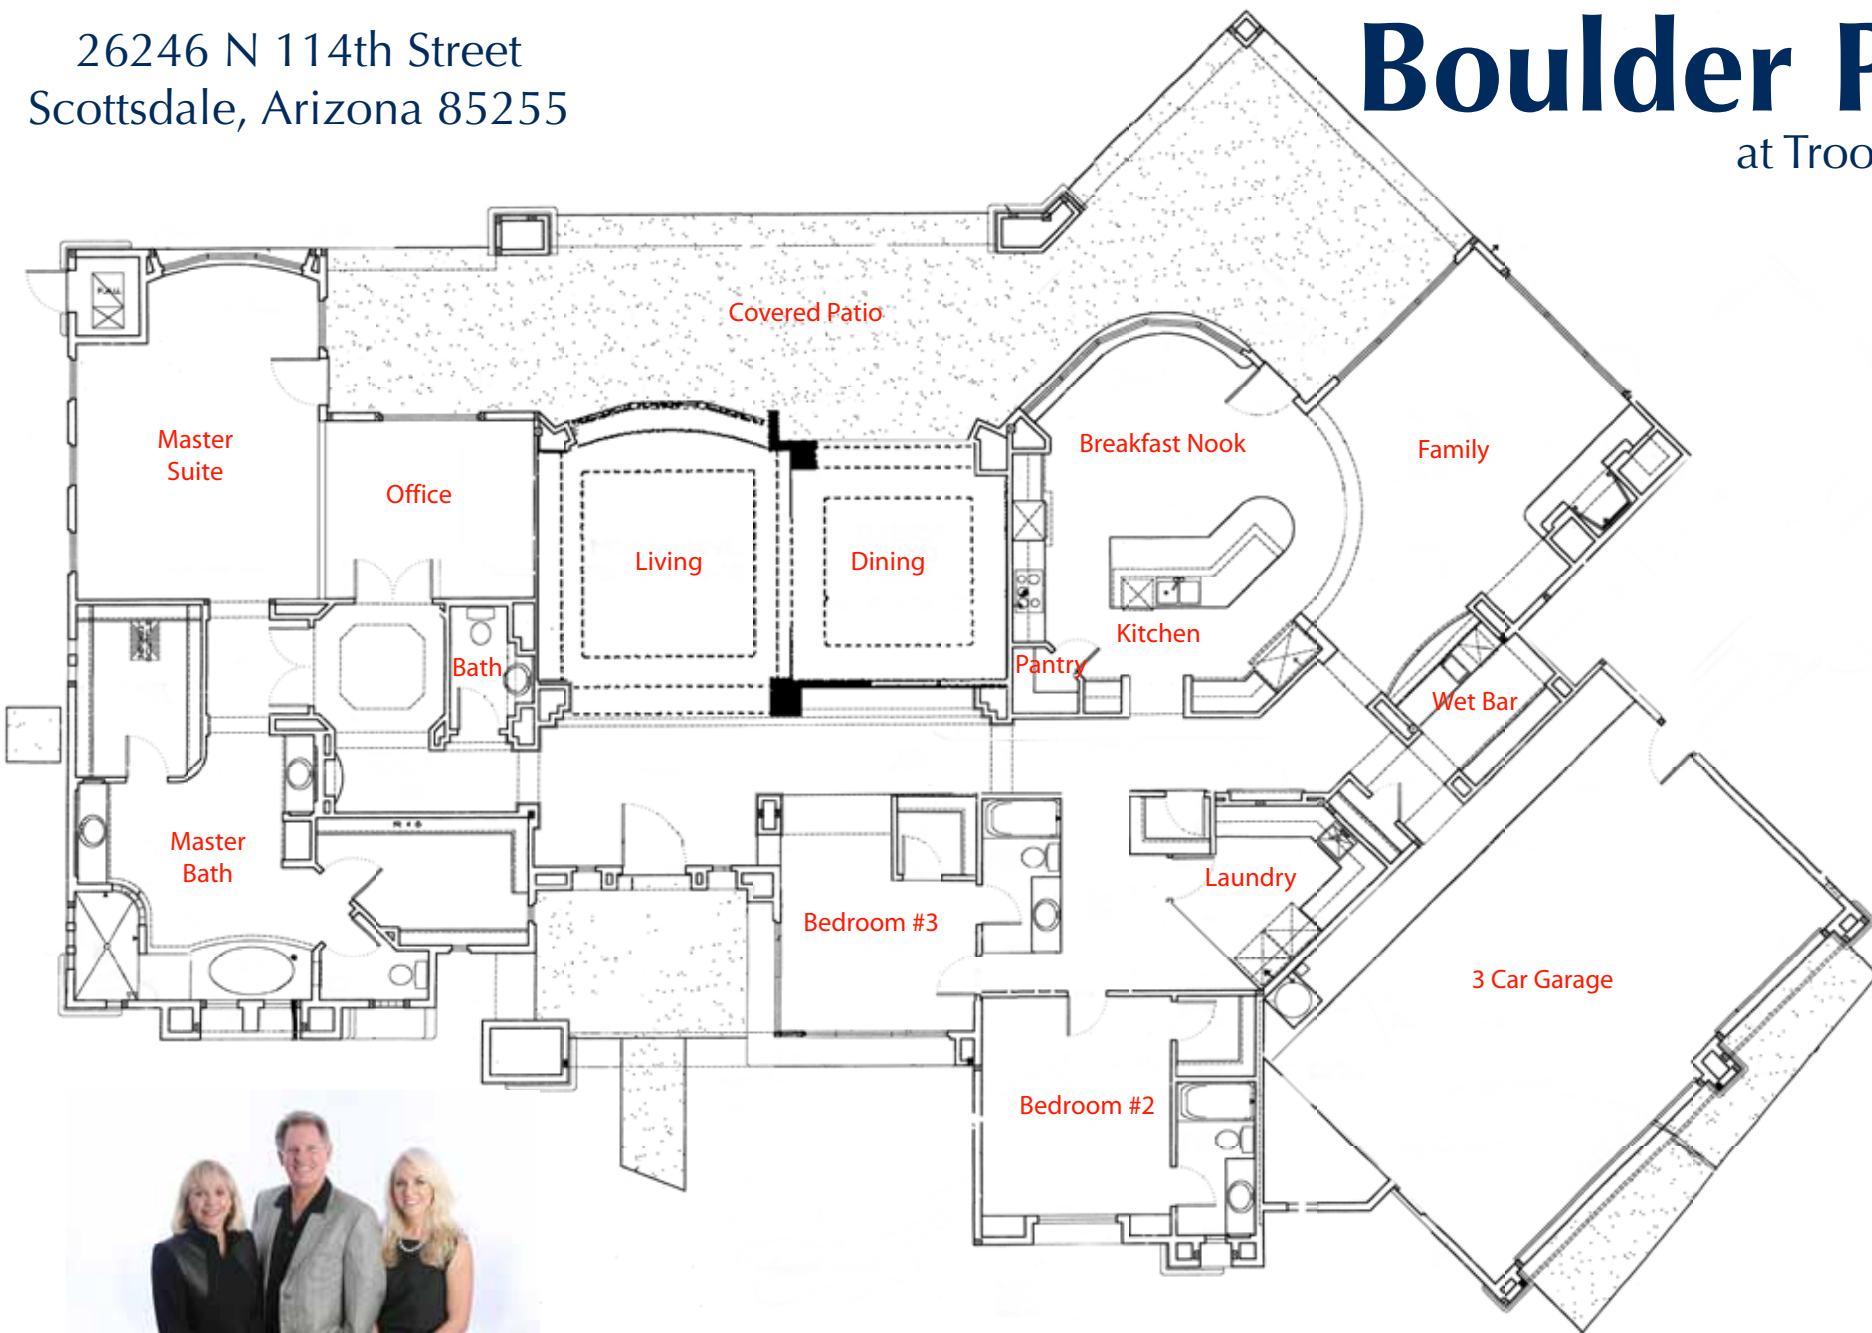 26246 N 114th Street
Scottsdale, Arizona 85255
Boulder P
at Troo
Covered Patio
Master
Suite
Office
Living
Dining
Breakfast Nook
Family
Kitchen
Pantry
Bath
Wet Bar
Master
Bath
Laundry
Bedroom #3
3 Car Garage
Bedroom #2